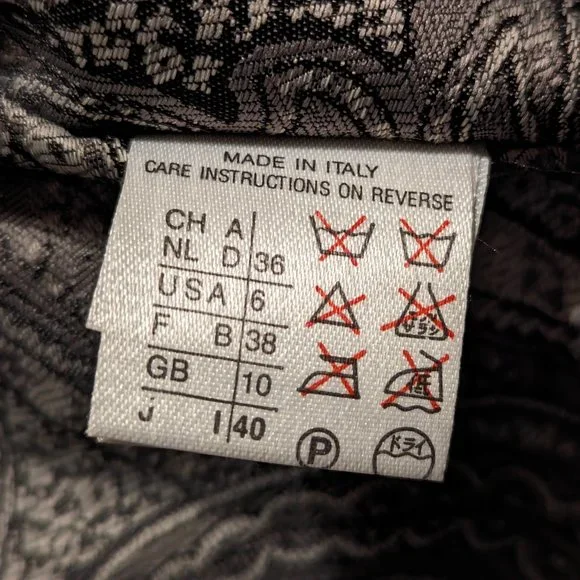 MADE IN ITALY
CARE INSTRUCTIONS ON REVERSE
CH A
NL D 36
USA 6
F B 38
GB 10
J I 40
P
ドライ